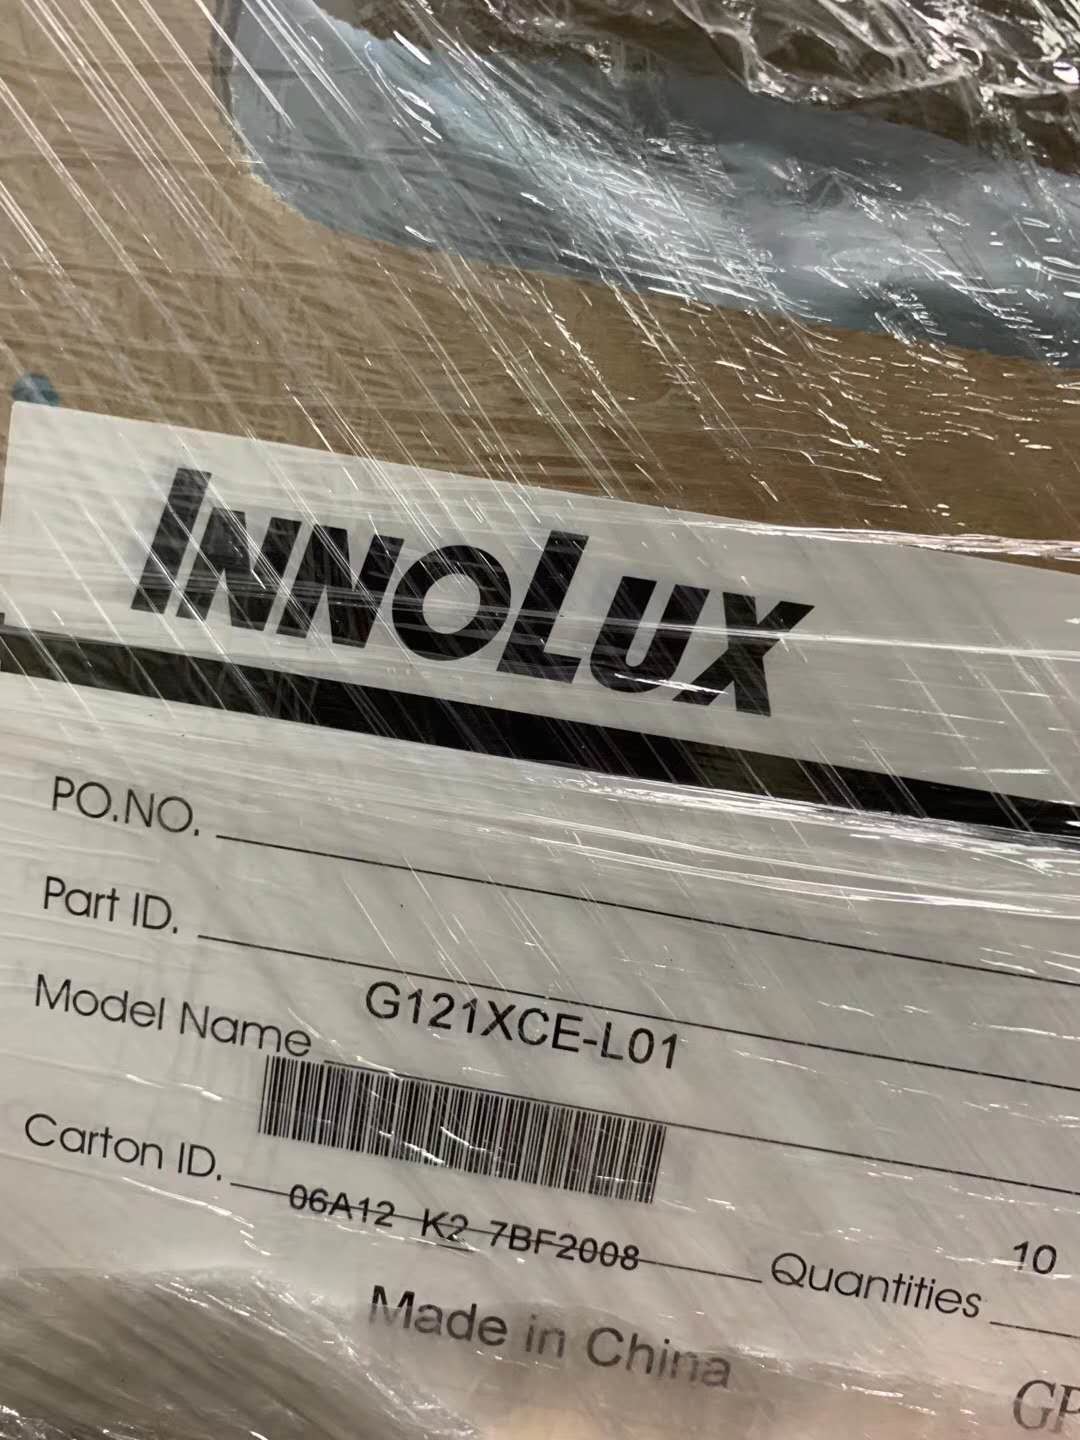 INNOLUX
PO.NO.
Part ID.
Model Name G121XCE-L01
Carton ID. 06A12 K2 7BF2008 Quantities 10
Made in China
GP